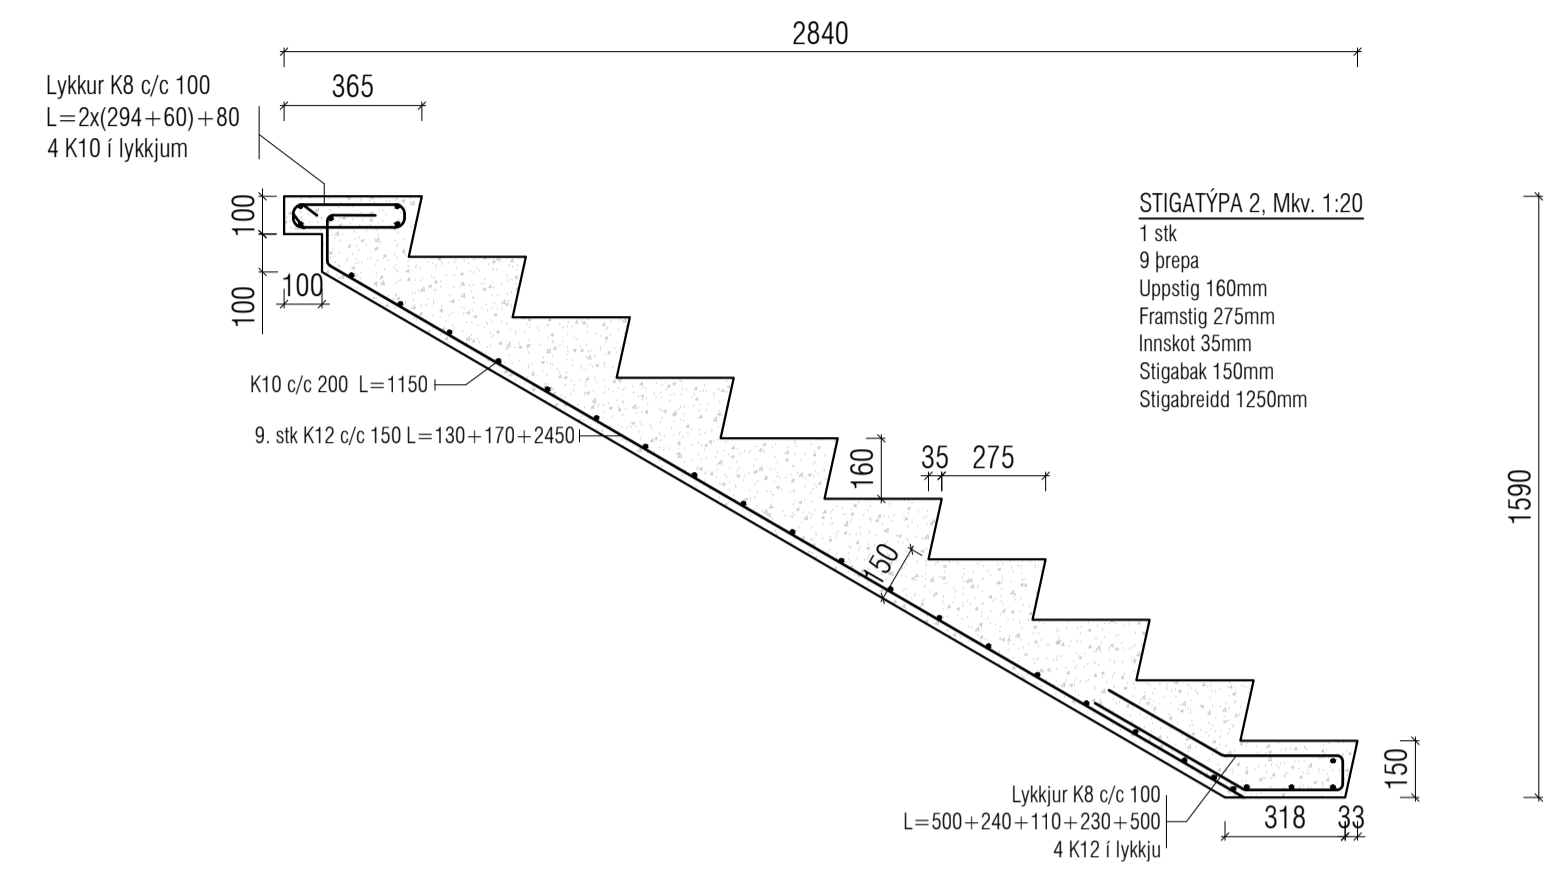 2840
Lykkur K8 c/c 100
L=2x(294+60)+80
4 K10 í lykkjum
365
100
100
100
STIGATÝPA 2, Mkv. 1:20
1 stk
9 þrepa
Uppstig 160mm
Framstig 275mm
Innskot 35mm
Stigabak 150mm
Stigabreidd 1250mm
K10 c/c 200 L=1150
9. stk K12 c/c 150 L=130+170+2450
160
35
275
1590
150
150
Lykkjur K8 c/c 100
L=500+240+110+230+500
4 K12 í lykkju
318
33